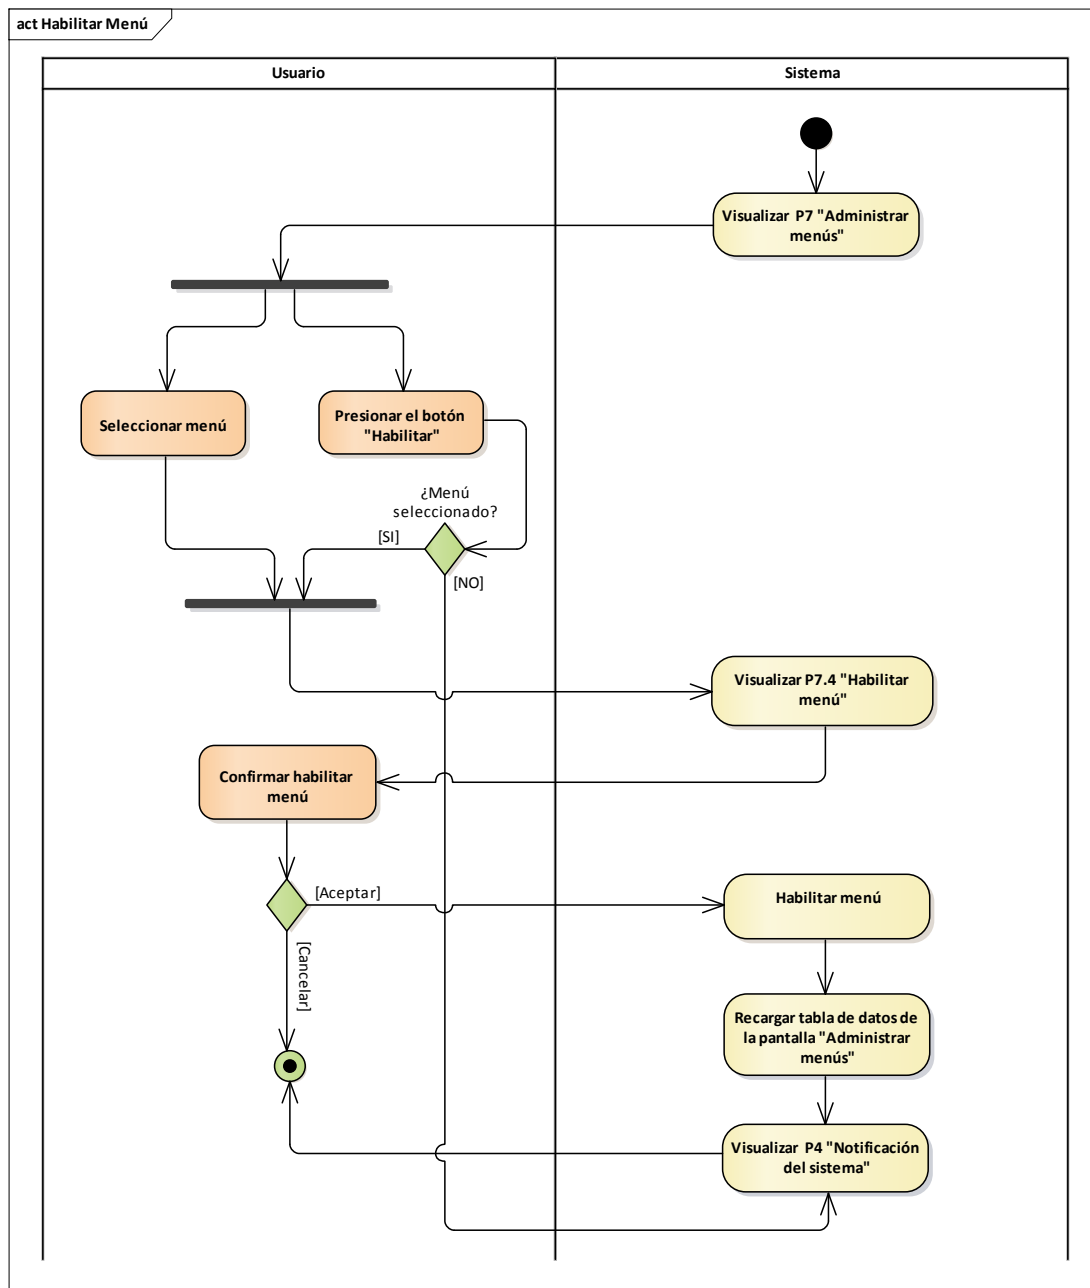 act Habilitar Menú
Usuario
Sistema
Visualizar P7 "Administrar
menús"
Seleccionar menú
Presionar el botón
"Habilitar"
¿Menú
seleccionado?
[SI]
[NO]
Visualizar P7.4 "Habilitar
menú"
Confirmar habilitar
menú
[Aceptar]
[Cancelar]
Habilitar menú
Recargar tabla de datos de
la pantalla "Administrar
menús"
Visualizar P4 "Notificación
del sistema"